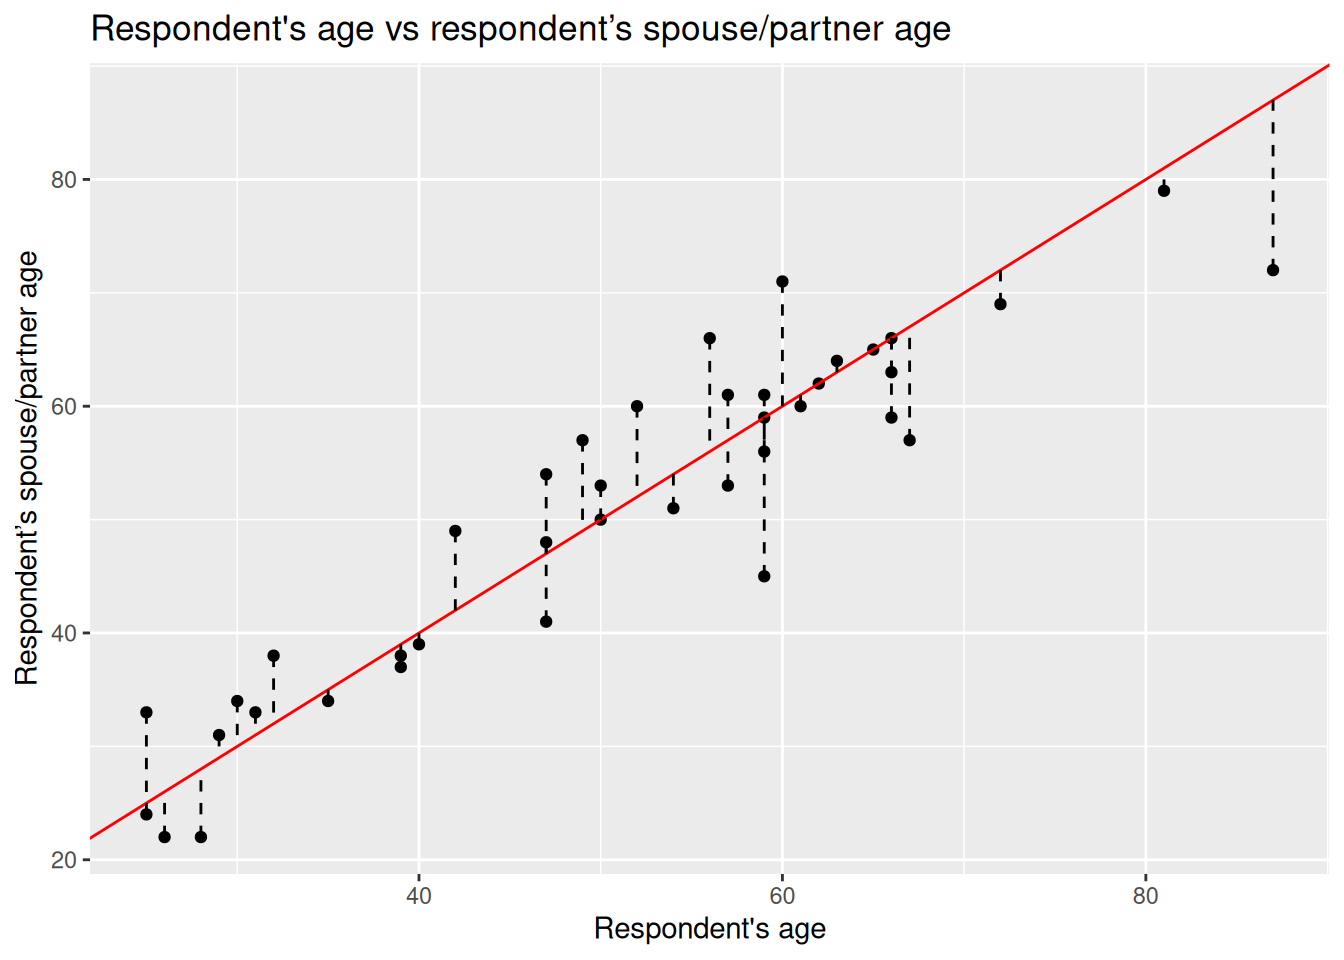 Respondent's age vs respondent’s spouse/partner age
Respondent’s spouse/partner age
80
60
40
20
40 60 80
Respondent's age